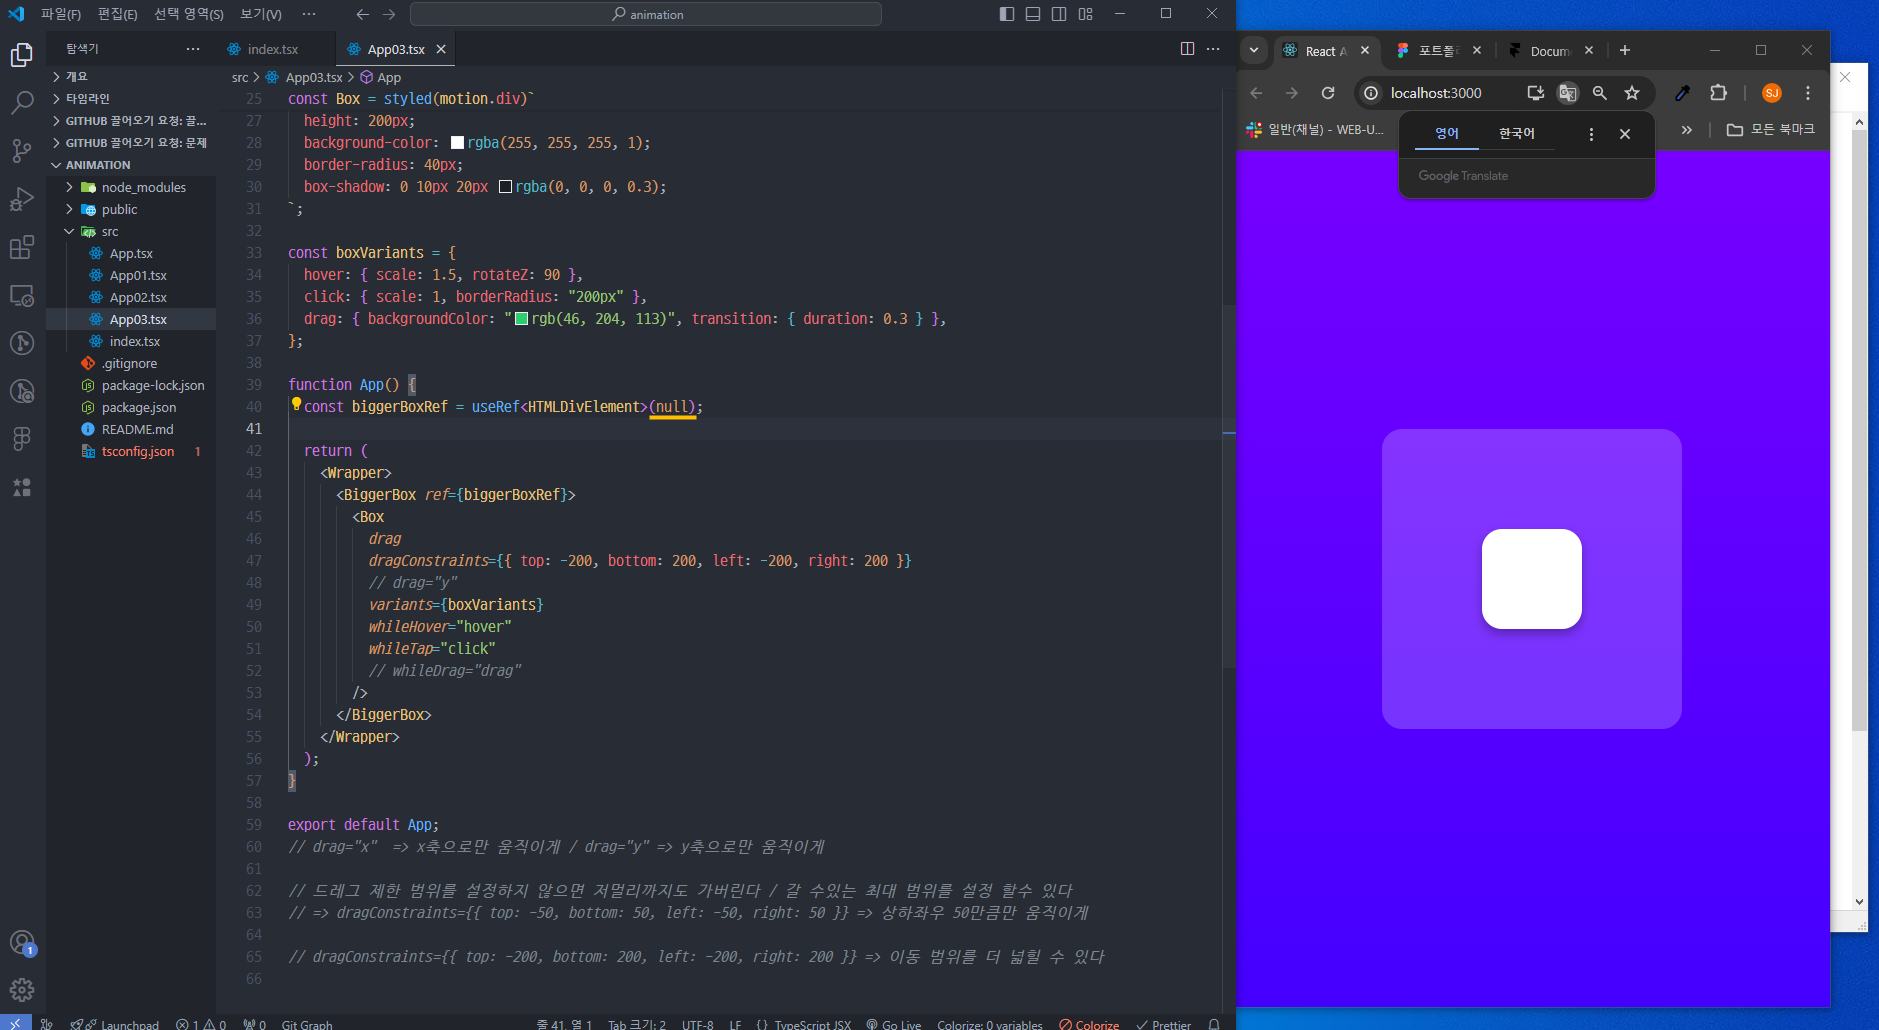 파일(F) 편집(E) 선택 영역(S) 보기(V) ··· animation
탐색기 ···
개요
타임라인
GITHUB 끌어오기 요청: 끌...
GITHUB 끌어오기 요청: 문제
ANIMATION
node_modules
public
src
App.tsx
App01.tsx
App02.tsx
App03.tsx
index.tsx
.gitignore
package-lock.json
package.json
README.md
tsconfig.json 1
1
index.tsx App03.tsx
src > App03.tsx > App
25 const Box = styled(motion.div)`
27 height: 200px;
28 background-color: rgba(255, 255, 255, 1);
29 border-radius: 40px;
30 box-shadow: 0 10px 20px rgba(0, 0, 0, 0.3);
31 `;
32
33 const boxVariants = {
34 hover: { scale: 1.5, rotateZ: 90 },
35 click: { scale: 1, borderRadius: "200px" },
36 drag: { backgroundColor: "rgb(46, 204, 113)", transition: { duration: 0.3 } },
37 };
38
39 function App() {
40 const biggerBoxRef = useRef<HTMLDivElement>(null);
41
42 return (
43 <Wrapper>
44 <BiggerBox ref={biggerBoxRef}>
45 <Box
46 drag
47 dragConstraints={{ top: -200, bottom: 200, left: -200, right: 200 }}
48 // drag="y"
49 variants={boxVariants}
50 whileHover="hover"
51 whileTap="click"
52 // whileDrag="drag"
53 />
54 </BiggerBox>
55 </Wrapper>
56 );
57 }
58
59 export default App;
60 // drag="x"  => x축으로만 움직이게 / drag="y" => y축으로만 움직이게
61
62 // 드레그 제한 범위를 설정하지 않으면 저멀리까지도 가버린다 / 갈 수있는 최대 범위를 설정 할수 있다
63 // => dragConstraints={{ top: -50, bottom: 50, left: -50, right: 50 }} => 상하좌우 50만큼만 움직이게
64
65 // dragConstraints={{ top: -200, bottom: 200, left: -200, right: 200 }} => 이동 범위를 더 넓힐 수 있다
66
Launchpad 1 0 0 Git Graph 줄 41, 열 1 Tab 크기: 2 UTF-8 LF {} TypeScript JSX Go Live Colorize: 0 variables Colorize Prettier
React A 포트폴 Docum
localhost:3000 SJ
일반(채널) - WEB-U... » 모든 북마크
영어 한국어
Google Translate